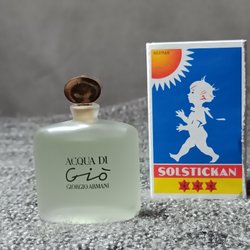 ACQUA DI
Giò
GIORGIO ARMANI
SOLSTICKAN